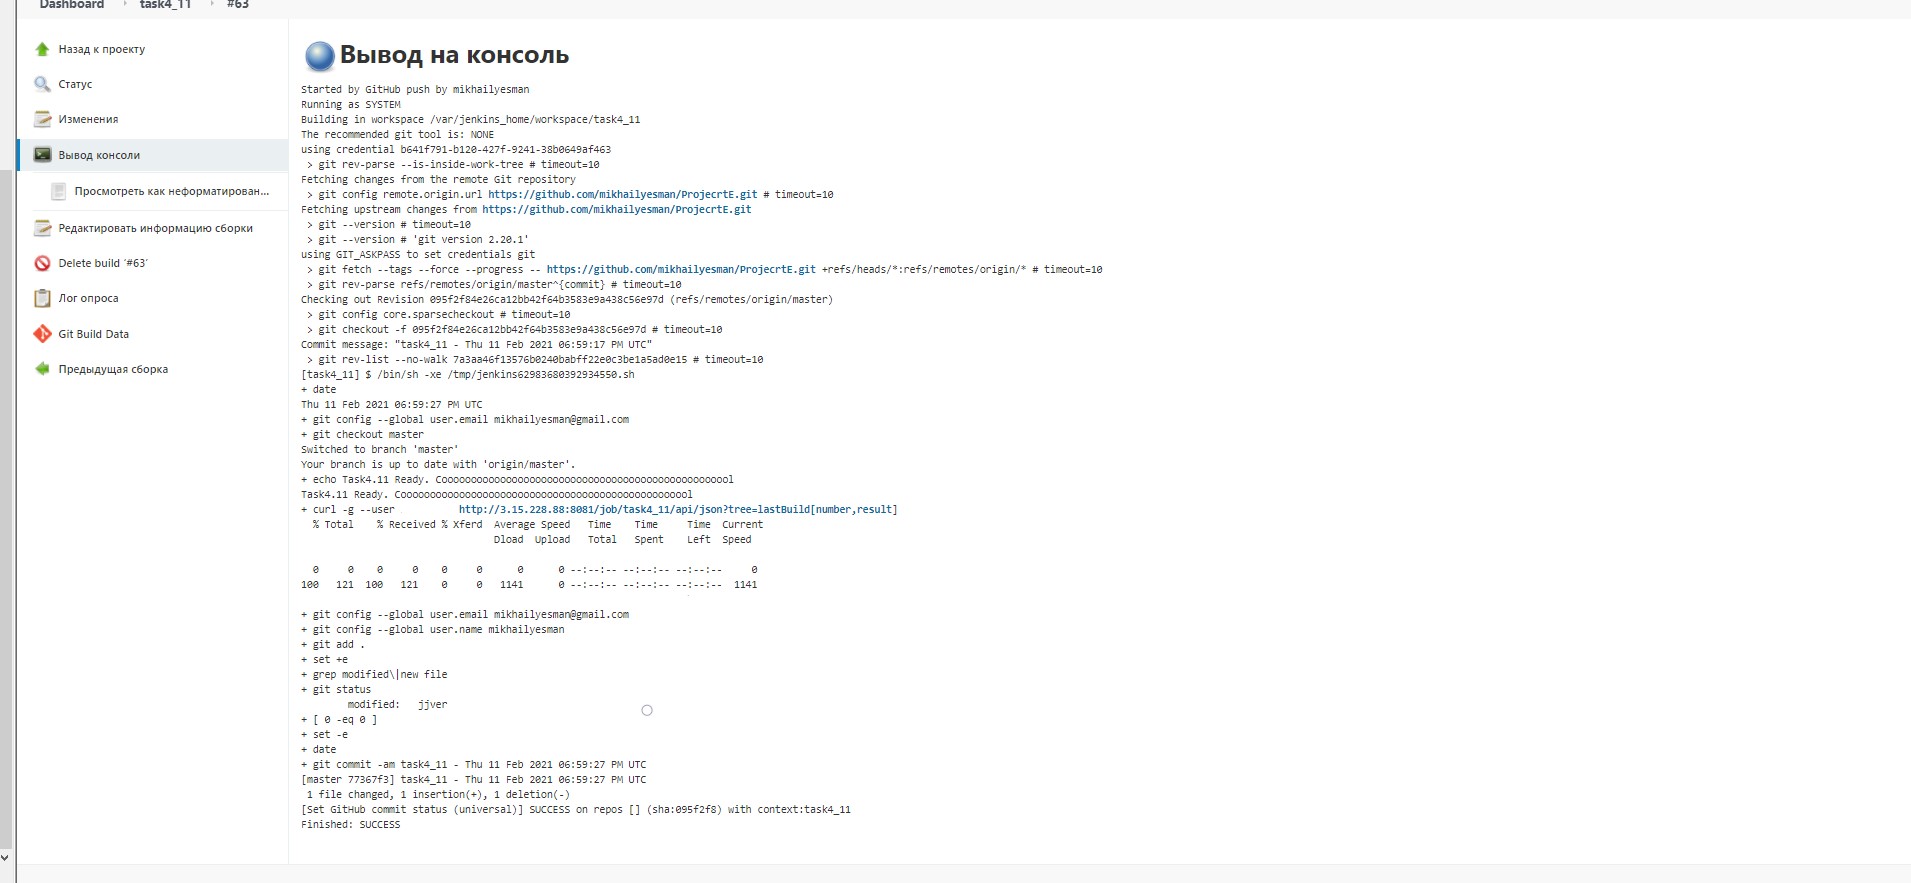 Dashboard task4_11 #63
Назад к проекту
Статус
Изменения
Вывод консоли
Просмотреть как неформатирован...
Редактировать информацию сборки
Delete build '#63'
Лог опроса
Git Build Data
Предыдущая сборка
Вывод на консоль
Started by GitHub push by mikhailyesman
Running as SYSTEM
Building in workspace /var/jenkins_home/workspace/task4_11
The recommended git tool is: NONE
using credential b641f791-b120-427f-9241-38b0649af463
> git rev-parse --is-inside-work-tree # timeout=10
Fetching changes from the remote Git repository
> git config remote.origin.url https://github.com/mikhailyesman/ProjecrtE.git # timeout=10
Fetching upstream changes from https://github.com/mikhailyesman/ProjecrtE.git
> git --version # timeout=10
> git --version # 'git version 2.20.1'
using GIT_ASKPASS to set credentials git
> git fetch --tags --force --progress -- https://github.com/mikhailyesman/ProjecrtE.git +refs/heads/*:refs/remotes/origin/* # timeout=10
> git rev-parse refs/remotes/origin/master^{commit} # timeout=10
Checking out Revision 095f2f84e26ca12bb42f64b3583e9a438c56e97d (refs/remotes/origin/master)
> git config core.sparsecheckout # timeout=10
> git checkout -f 095f2f84e26ca12bb42f64b3583e9a438c56e97d # timeout=10
Commit message: "task4_11 - Thu 11 Feb 2021 06:59:17 PM UTC"
> git rev-list --no-walk 7a3aa46f13576b0240babff22e0c3be1a5ad0e15 # timeout=10
[task4_11] $ /bin/sh -xe /tmp/jenkins62983680392934550.sh
+ date
Thu 11 Feb 2021 06:59:27 PM UTC
+ git config --global user.email mikhailyesman@gmail.com
+ git checkout master
Switched to branch 'master'
Your branch is up to date with 'origin/master'.
+ echo Task4.11 Ready. Cooooooooooooooooooooooooooooooooooooooooooooooooool
Task4.11 Ready. Cooooooooooooooooooooooooooooooooooooooooooooooooool
+ curl -g --user http://3.15.228.88:8081/job/task4_11/api/json?tree=lastBuild[number,result]
% Total % Received % Xferd Average Speed Time Time Time Current
Dload Upload Total Spent Left Speed
0 0 0 0 0 0 0 0 --:--:-- --:--:-- --:--:-- 0
100 121 100 121 0 0 1141 0 --:--:-- --:--:-- --:--:-- 1141
+ git config --global user.email mikhailyesman@gmail.com
+ git config --global user.name mikhailyesman
+ git add .
+ set +e
+ grep modified\|new file
+ git status
modified: jjver
+ [ 0 -eq 0 ]
+ set -e
+ date
+ git commit -am task4_11 - Thu 11 Feb 2021 06:59:27 PM UTC
[master 77367f3] task4_11 - Thu 11 Feb 2021 06:59:27 PM UTC
1 file changed, 1 insertion(+), 1 deletion(-)
[Set GitHub commit status (universal)] SUCCESS on repos [] (sha:095f2f8) with context:task4_11
Finished: SUCCESS